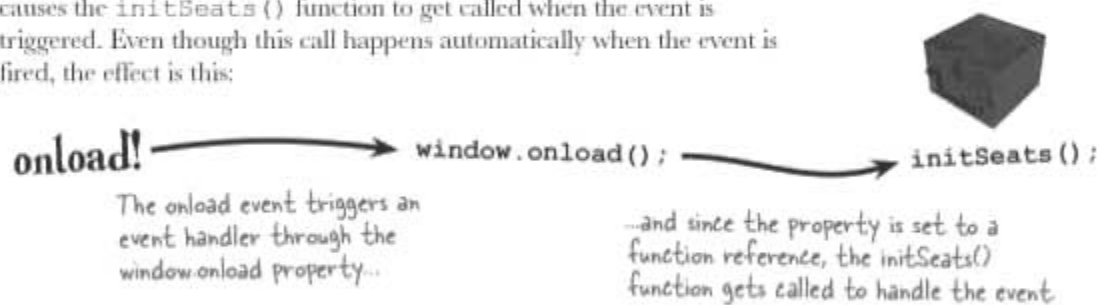 causes the initSeats() function to get called when the event is
triggered. Even though this call happens automatically when the event is
fired, the effect is this:
onload!
window.onload();
initSeats();
The onload event triggers an
event handler through the
window.onload property...
...and since the property is set to a
function reference, the initSeats()
function gets called to handle the event